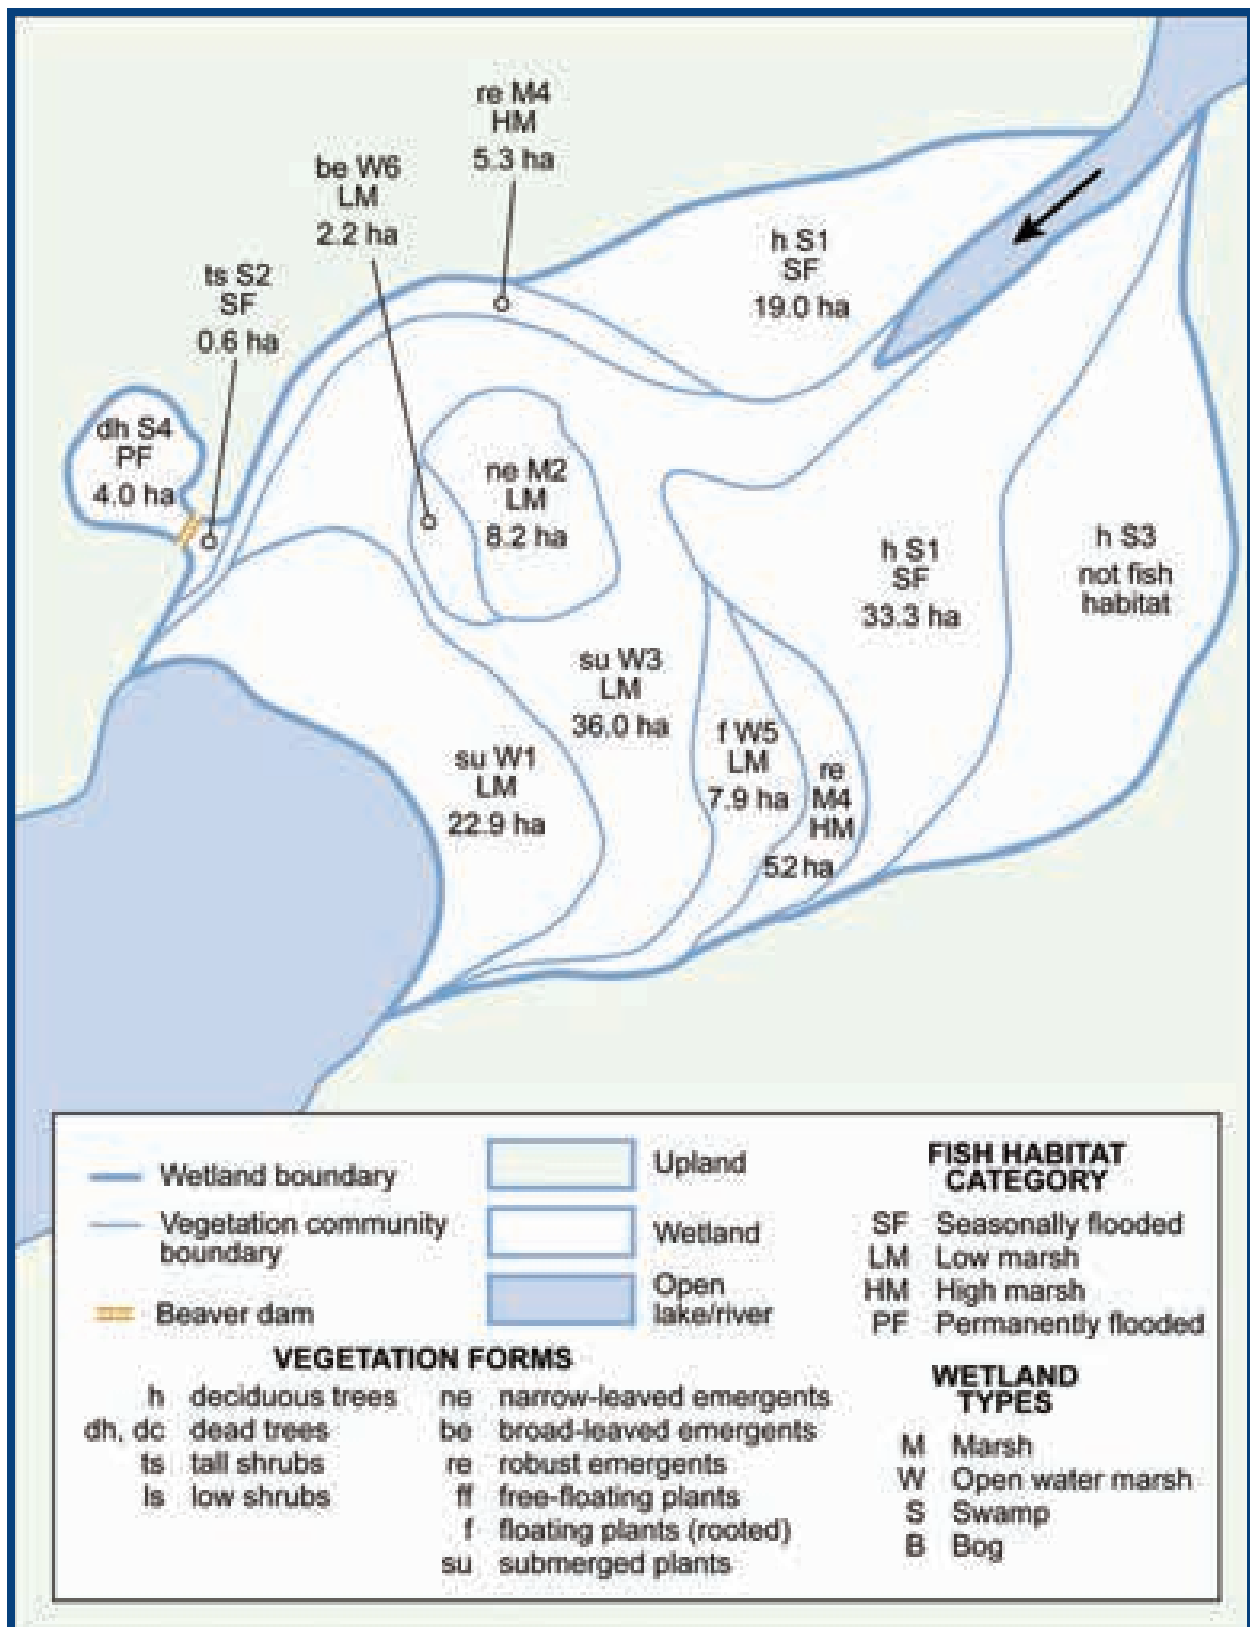 re M4
HM
5.3 ha
be W6
LM
2.2 ha
ts S2
SF
0.6 ha
h S1
SF
19.0 ha
dh S4
PF
4.0 ha
ne M2
LM
8.2 ha
h S1
SF
33.3 ha
h S3
not fish
habitat
su W3
LM
36.0 ha
f W5
LM
7.9 ha
re
M4
HM
5.2 ha
su W1
LM
22.9 ha
Wetland boundary
Vegetation community
boundary
Beaver dam
Upland
Wetland
Open
lake/river
FISH HABITAT
CATEGORY
SF Seasonally flooded
LM Low marsh
HM High marsh
PF Permanently flooded
VEGETATION FORMS
h deciduous trees
dh, dc dead trees
ts tall shrubs
ls low shrubs
ne narrow-leaved emergents
be broad-leaved emergents
re robust emergents
ff free-floating plants
f floating plants (rooted)
su submerged plants
WETLAND
TYPES
M Marsh
W Open water marsh
S Swamp
B Bog